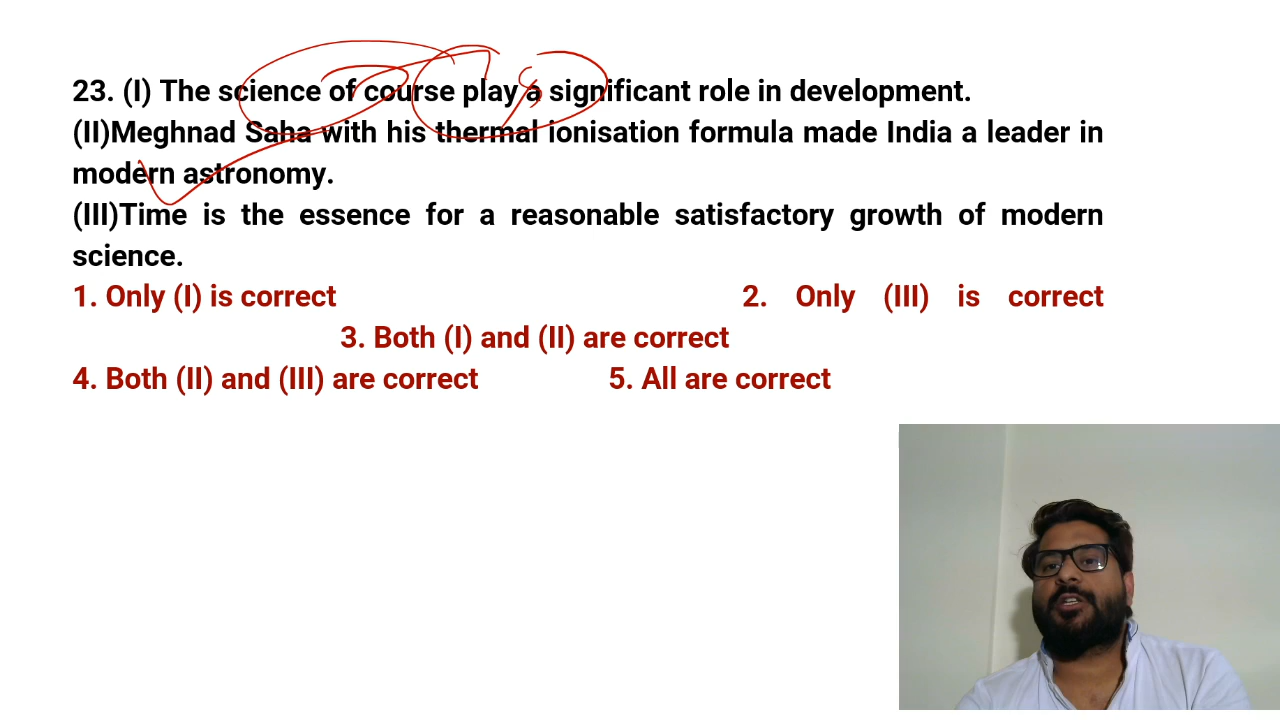 23. (I) The science of course play a significant role in development.
(II)Meghnad Saha with his thermal ionisation formula made India a leader in
modern astronomy.
(III)Time is the essence for a reasonable satisfactory growth of modern
science.
1. Only (I) is correct 2. Only (III) is correct
3. Both (I) and (II) are correct
4. Both (II) and (III) are correct 5. All are correct